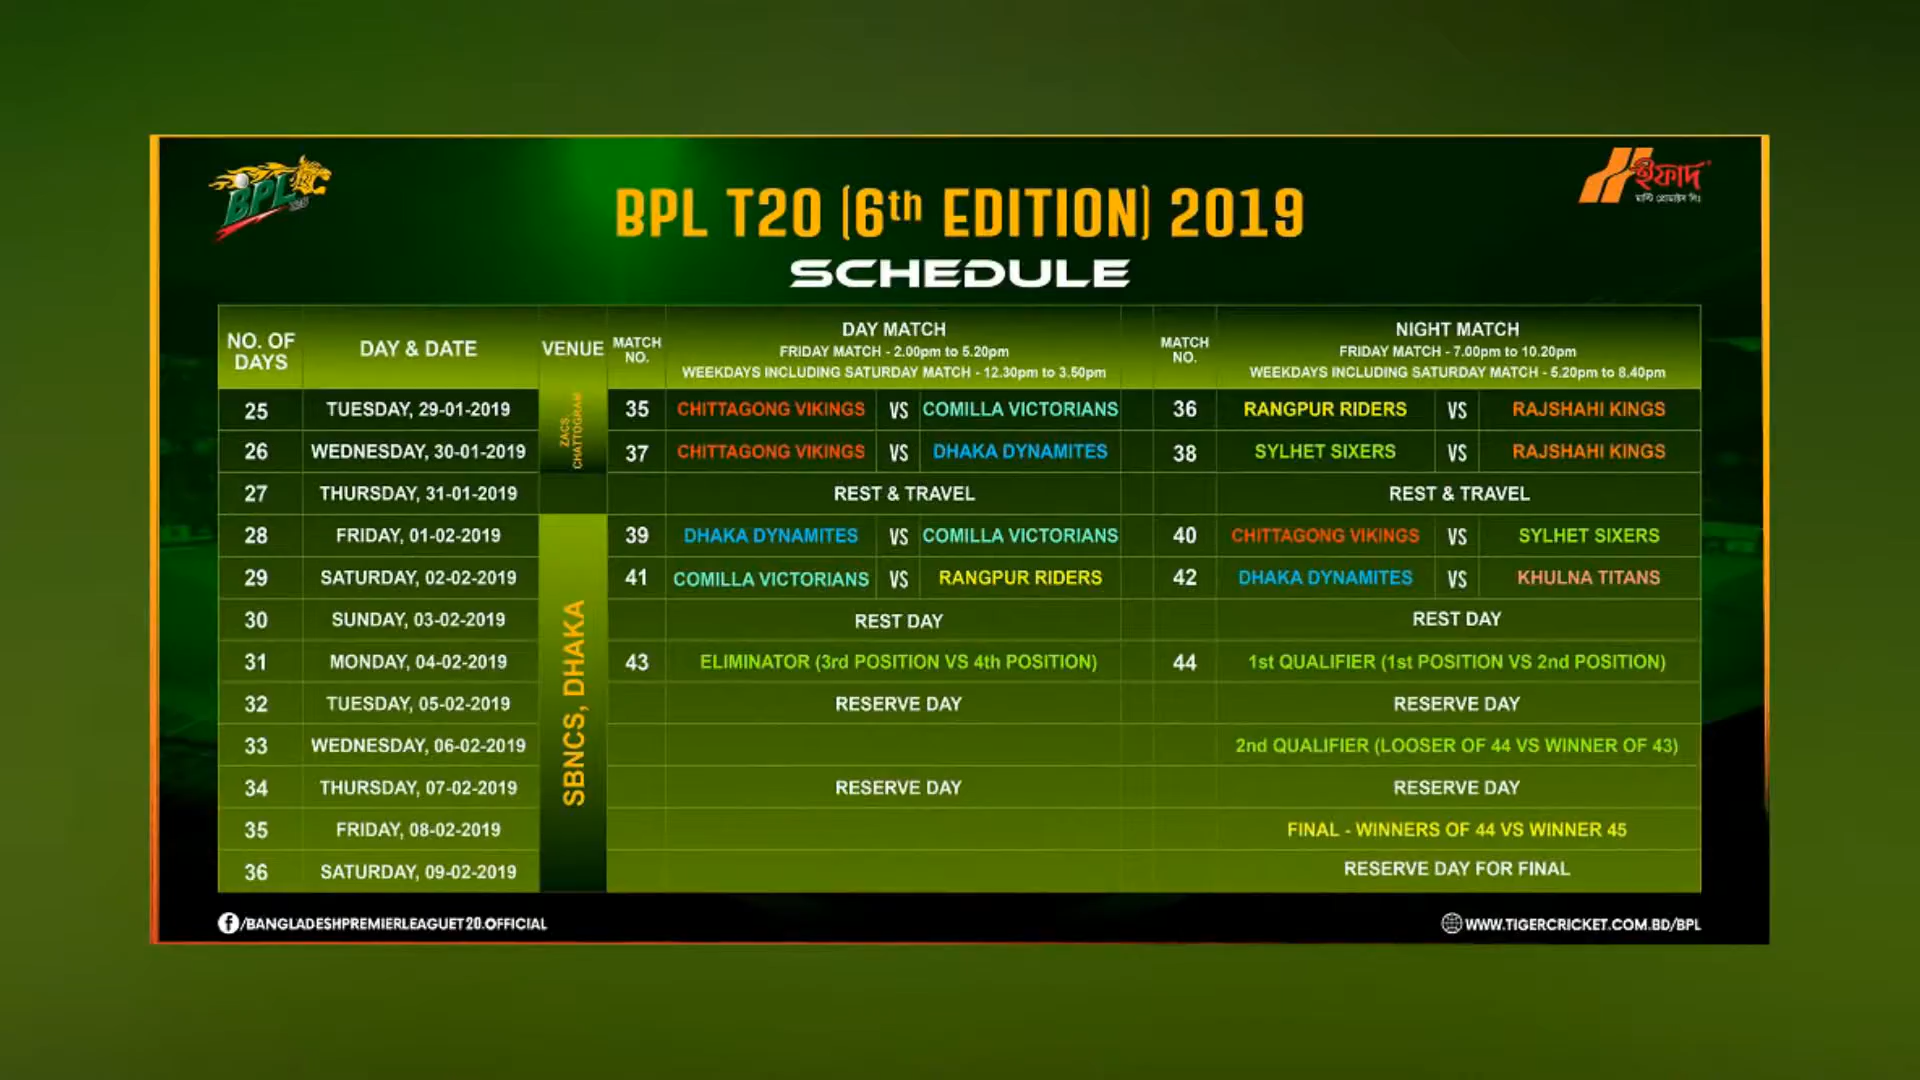 BPL
ইফাদ
মাল্টি প্রোডাক্টস লিঃ
BPL T20 (6th EDITION) 2019
SCHEDULE
NO. OF DAYS DAY & DATE VENUE MATCH NO. DAY MATCH MATCH NO. NIGHT MATCH
FRIDAY MATCH - 2.00pm to 5.20pm FRIDAY MATCH - 7.00pm to 10.20pm
WEEKDAYS INCLUDING SATURDAY MATCH - 12.30pm to 3.50pm WEEKDAYS INCLUDING SATURDAY MATCH - 5.20pm to 8.40pm
ZACS CHATTOGRAM
25 TUESDAY, 29-01-2019 35 CHITTAGONG VIKINGS VS COMILLA VICTORIANS 36 RANGPUR RIDERS VS RAJSHAHI KINGS
26 WEDNESDAY, 30-01-2019 37 CHITTAGONG VIKINGS VS DHAKA DYNAMITES 38 SYLHET SIXERS VS RAJSHAHI KINGS
27 THURSDAY, 31-01-2019 REST & TRAVEL REST & TRAVEL
SBNCS, DHAKA
28 FRIDAY, 01-02-2019 39 DHAKA DYNAMITES VS COMILLA VICTORIANS 40 CHITTAGONG VIKINGS VS SYLHET SIXERS
29 SATURDAY, 02-02-2019 41 COMILLA VICTORIANS VS RANGPUR RIDERS 42 DHAKA DYNAMITES VS KHULNA TITANS
30 SUNDAY, 03-02-2019 REST DAY REST DAY
31 MONDAY, 04-02-2019 43 ELIMINATOR (3rd POSITION VS 4th POSITION) 44 1st QUALIFIER (1st POSITION VS 2nd POSITION)
32 TUESDAY, 05-02-2019 RESERVE DAY RESERVE DAY
33 WEDNESDAY, 06-02-2019 2nd QUALIFIER (LOOSER OF 44 VS WINNER OF 43)
34 THURSDAY, 07-02-2019 RESERVE DAY RESERVE DAY
35 FRIDAY, 08-02-2019 FINAL - WINNERS OF 44 VS WINNER 45
36 SATURDAY, 09-02-2019 RESERVE DAY FOR FINAL
/BANGLADESHPREMIERLEAGUET20.OFFICIAL
WWW.TIGERCRICKET.COM.BD/BPL